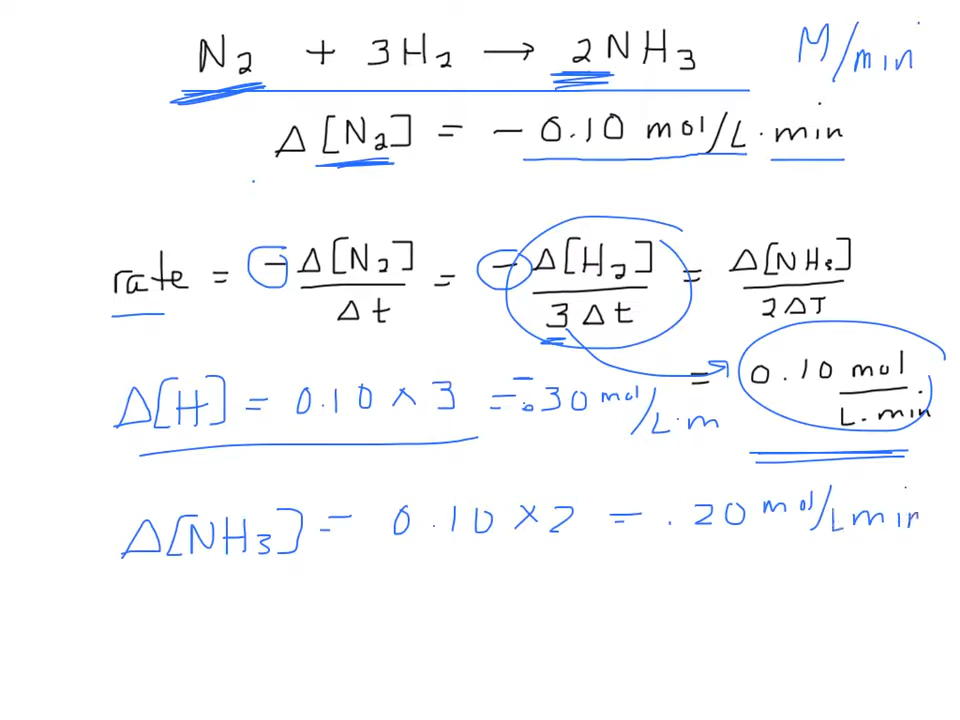 N2 + 3H2 → 2NH3 M/min
Δ[N2] = - 0.10 mol/L · min
rate = - Δ[N2]/Δt = - Δ[H2]/3Δt = Δ[NH3]/2ΔT
= 0.10 mol/L. min
Δ[H] = 0.10 × 3 = -.30 mol/L·m
Δ[NH3] = 0.10 × 2 = .20 mol/Lmin